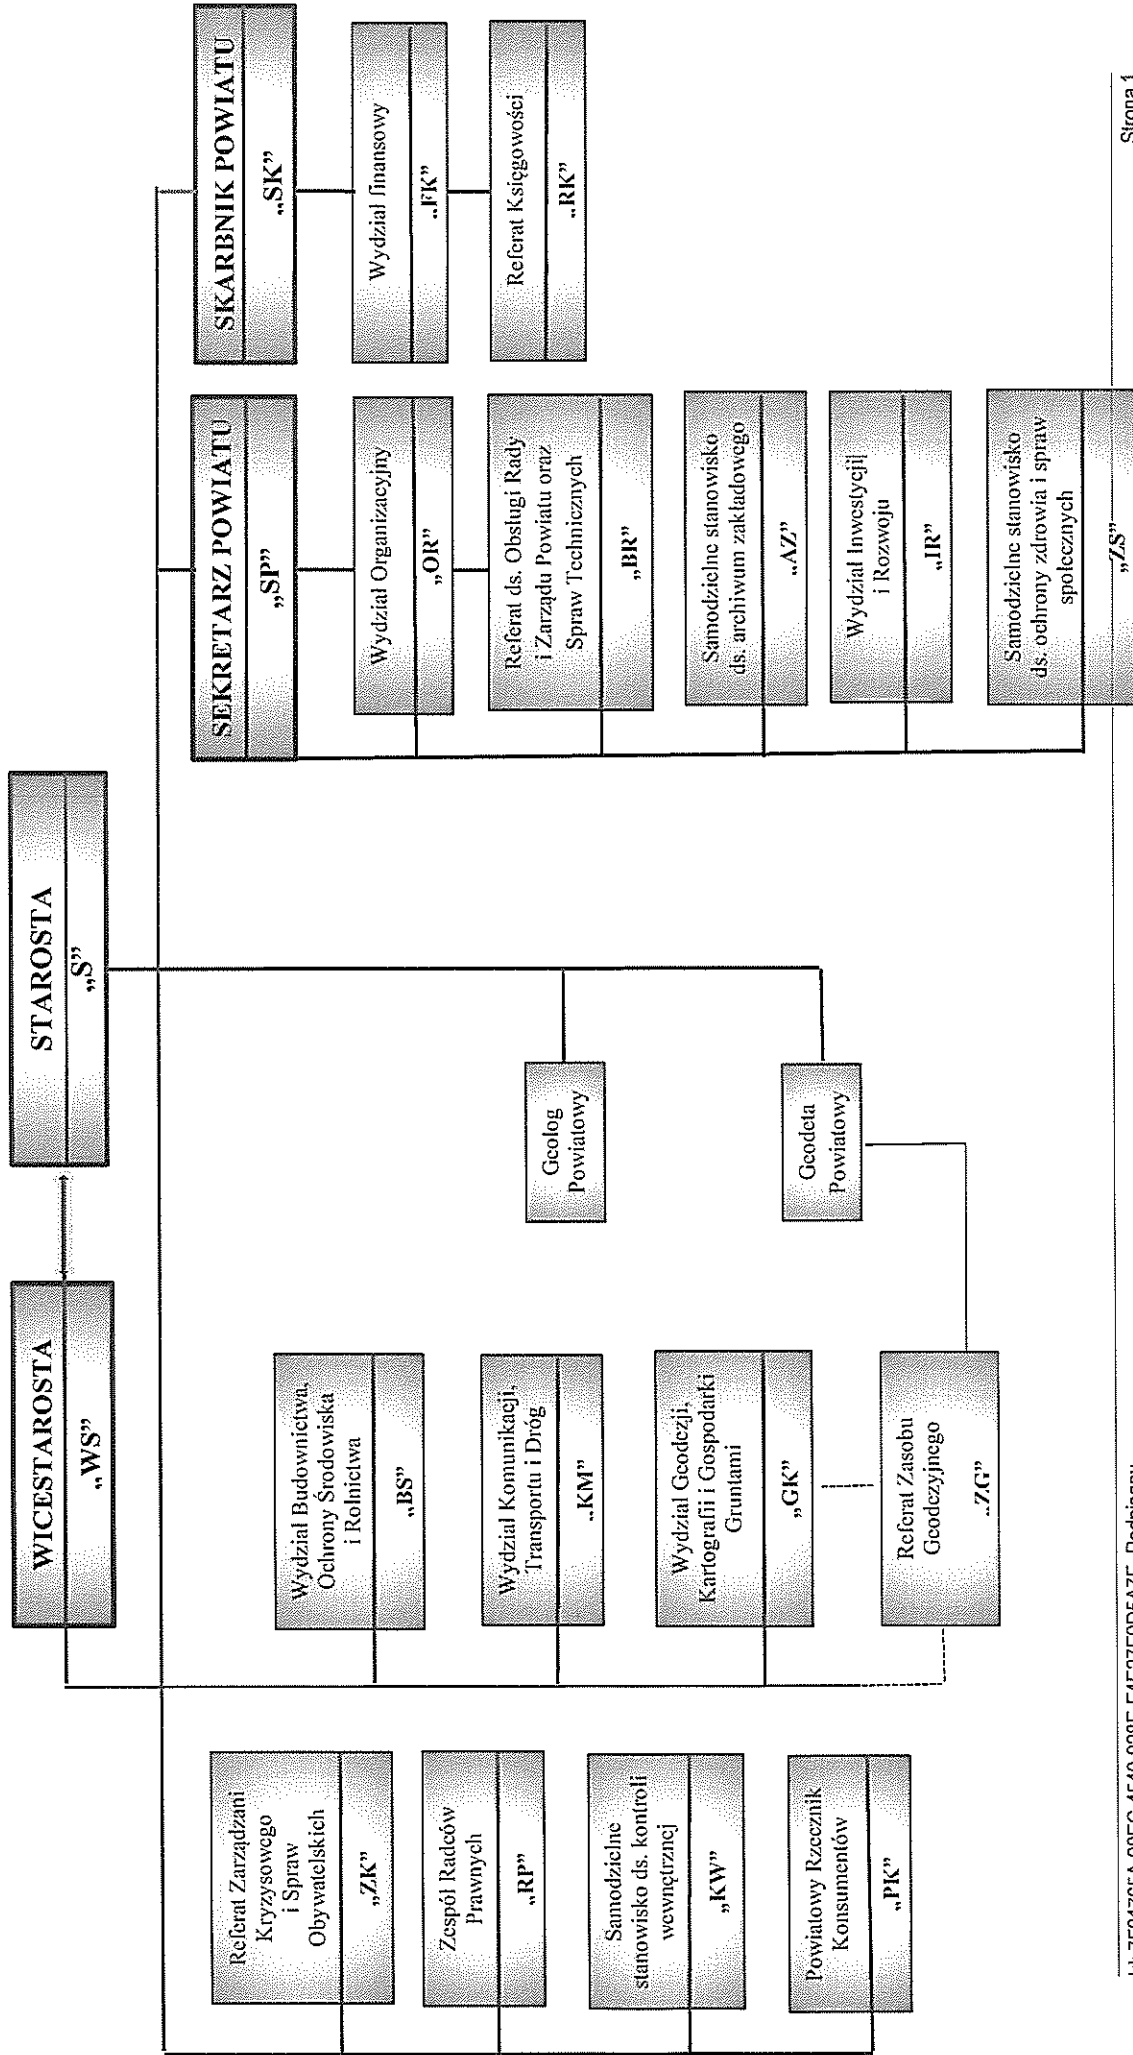 WICESTAROSTA
„WS”
STAROSTA
„S”
Referat Zarządzani
Kryzysowego
i Spraw
Obywatelskich
„ZK”
Zespół Radców
Prawnych
„RP”
Samodzielne
stanowisko ds. kontroli
wewnętrznej
„KW”
Powiatowy Rzecznik
Konsumentów
„PK”
Wydział Budownictwa,
Ochrony Środowiska
i Rolnictwa
„BS”
Wydział Komunikacji,
Transportu i Dróg
„KM”
Wydział Geodezji,
Kartografii i Gospodarki
Gruntami
„GK”
Referat Zasobu
Geodezyjnego
„ZG”
Geolog
Powiatowy
Geodeta
Powiatowy
SEKRETARZ POWIATU
„SP”
Wydział Organizacyjny
„OR”
Referat ds. Obsługi Rady
i Zarządu Powiatu oraz
Spraw Technicznych
„BR”
Samodzielne stanowisko
ds. archiwum zakładowego
„AZ”
Wydział Inwestycji
i Rozwoju
„IR”
Samodzielne stanowisko
ds. ochrony zdrowia i spraw
społecznych
„ZS”
SKARBNIK POWIATU
„SK”
Wydział finansowy
„FK”
Referat Księgowości
„RK”
Podpisany
Strona 1